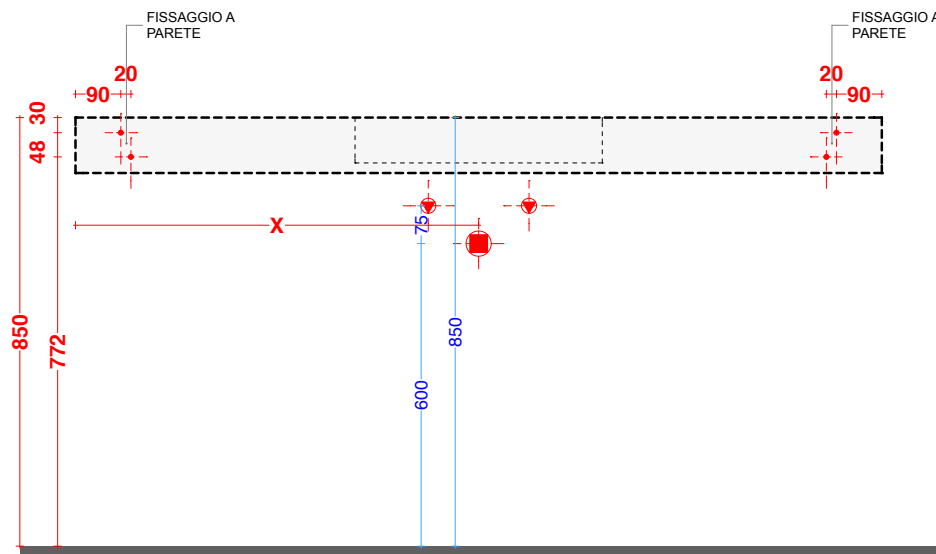 FISSAGGIO A
PARETE
FISSAGGIO A
PARETE
20
20
90
90
30
48
75
X
850
772
850
600